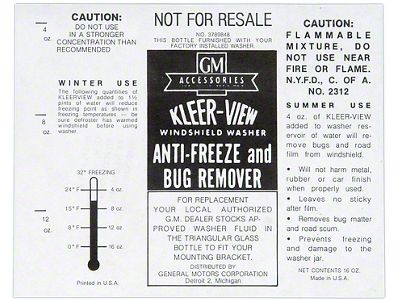 CAUTION:
DO NOT USE
IN A STRONGER
CONCENTRATION THAN
RECOMMENDED
4
oz.
8
oz.
12
oz.
WINTER USE
The following quantities of
KLEERVIEW added to 1½
pints of water will reduce
freezing point as shown in
freezing temperatures — be
sure defroster has warmed
windshield before using
washer.
32° FREEZING
24° F 4 oz.
16° F 8 oz.
8° F 12 oz.
0° F 16 oz.
Printed in U.S.A.
NOT FOR RESALE
NO. 3789848
THIS BOTTLE FURNISHED WITH YOUR
FACTORY INSTALLED WASHER
GM
ACCESSORIES
KLEER-VIEW
WINDSHIELD WASHER
ANTI-FREEZE and
BUG REMOVER
FOR REPLACEMENT
YOUR LOCAL AUTHORIZED
G.M. DEALER STOCKS AP-
PROVED WASHER FLUID IN
THE TRIANGULAR GLASS
BOTTLE TO FIT YOUR
MOUNTING BRACKET.
DISTRIBUTED BY
GENERAL MOTORS CORPORATION
Detroit 2, Michigan
CAUTION:
FLAMMABLE
MIXTURE, DO
NOT USE NEAR
FIRE OR FLAME.
N.Y.F.D., C. OF A.
NO. 2312
SUMMER USE
4 oz. of KLEER-VIEW
added to washer res-
ervoir of water will
remove bugs and road
film from windshield.
• Will not harm metal,
rubber or car finish
when properly used.
• Leaves no sticky
after film.
• Removes bug matter
and road scum.
• Prevents freezing
and damage to the
washer jar.
NET CONTENTS 16 OZ.
Made in U.S.A.